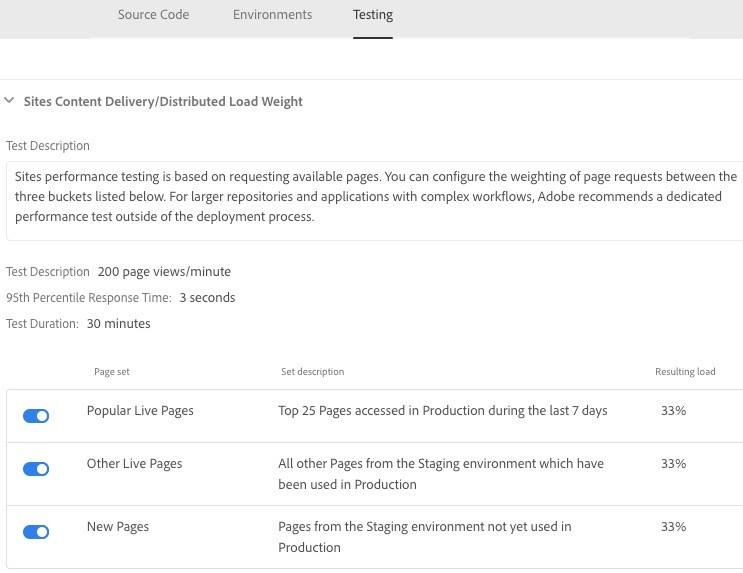 Source Code Environments Testing
Sites Content Delivery/Distributed Load Weight
Test Description
Sites performance testing is based on requesting available pages. You can configure the weighting of page requests between the
three buckets listed below. For larger repositories and applications with complex workflows, Adobe recommends a dedicated
performance test outside of the deployment process.
Test Description 200 page views/minute
95th Percentile Response Time: 3 seconds
Test Duration: 30 minutes
Page set Set description Resulting load
Popular Live Pages Top 25 Pages accessed in Production during the last 7 days 33%
Other Live Pages All other Pages from the Staging environment which have 33%
been used in Production
New Pages Pages from the Staging environment not yet used in 33%
Production